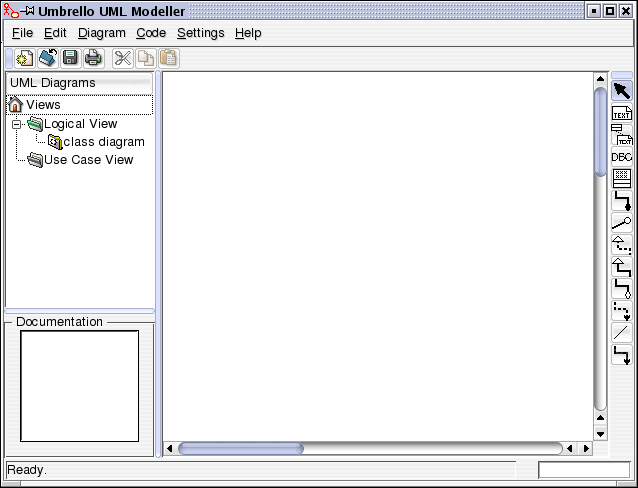 Umbrello UML Modeller
File Edit Diagram Code Settings Help
UML Diagrams
Views
Logical View
class diagram
Use Case View
Documentation
TEXT
TEXT
DBC
Ready.